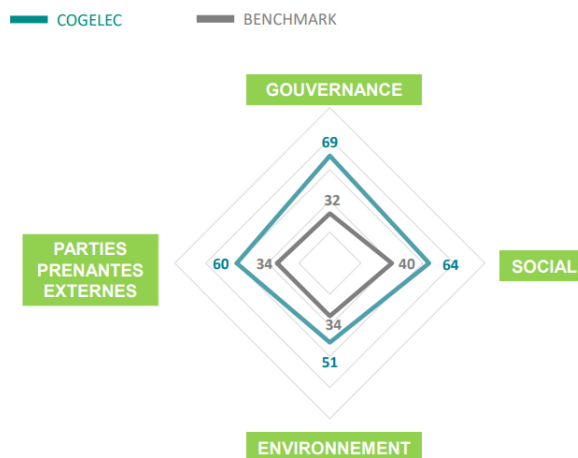 COGELEC
BENCHMARK
GOUVERNANCE
69
32
PARTIES
PRENANTES
EXTERNES
60
34
40
64
SOCIAL
34
51
ENVIRONNEMENT